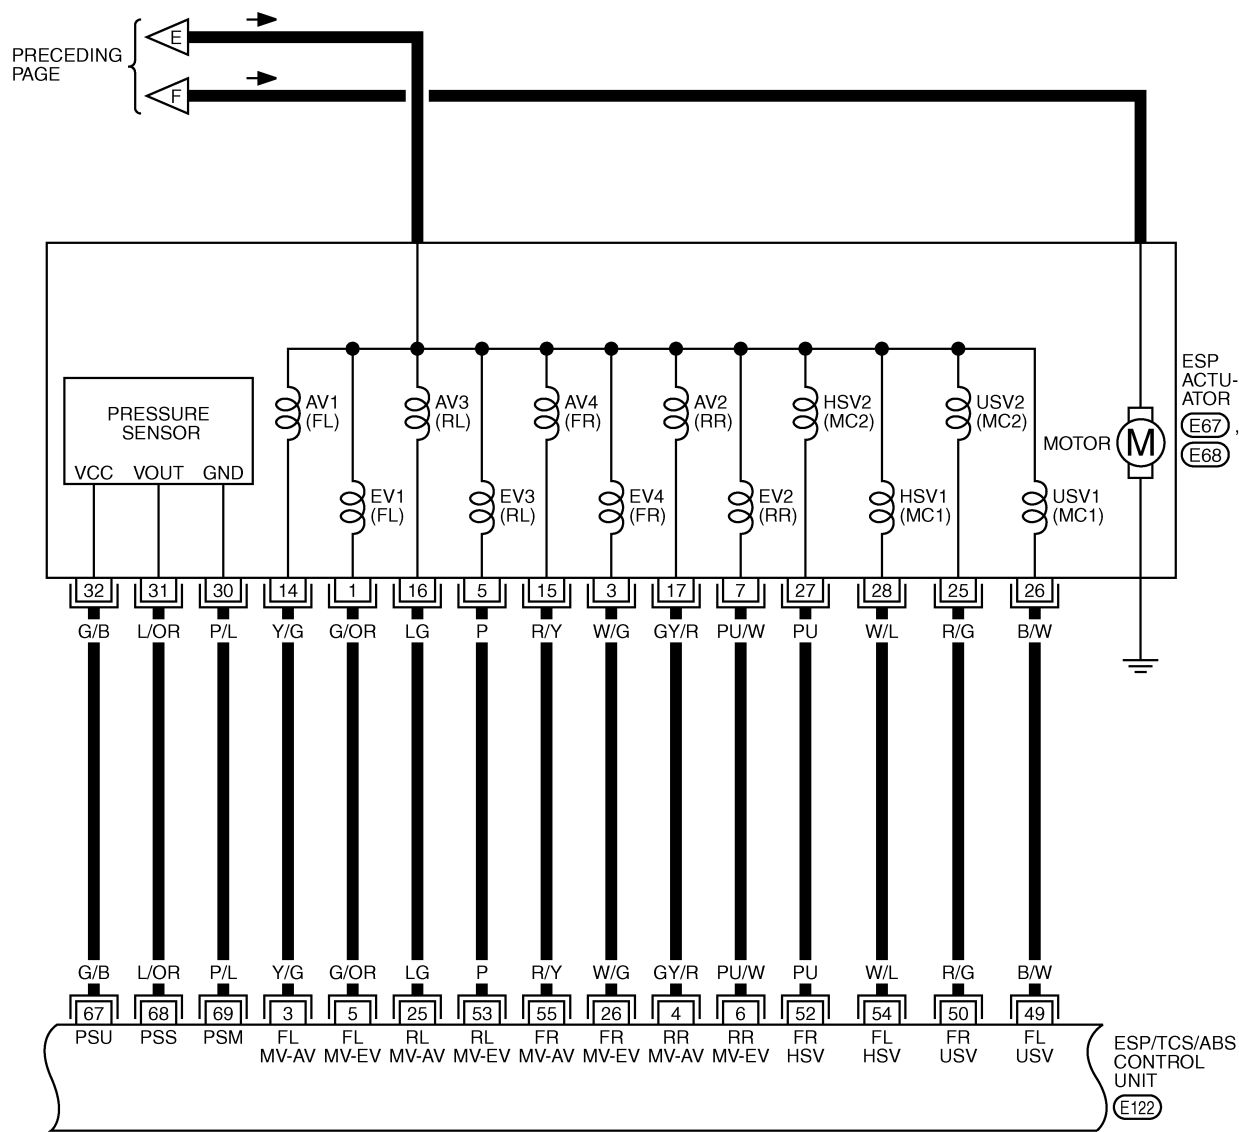 PRECEDING
PAGE
E
F
ESP
ACTU-
ATOR
E67 ,
E68
PRESSURE
SENSOR
VCC VOUT GND
AV1
(FL)
AV3
(RL)
AV4
(FR)
AV2
(RR)
HSV2
(MC2)
USV2
(MC2)
MOTOR
M
EV1
(FL)
EV3
(RL)
EV4
(FR)
EV2
(RR)
HSV1
(MC1)
USV1
(MC1)
32 31 30 14 1 16 5 15 3 17 7 27 28 25 26
G/B L/OR P/L Y/G G/OR LG P R/Y W/G GY/R PU/W PU W/L R/G B/W
G/B L/OR P/L Y/G G/OR LG P R/Y W/G GY/R PU/W PU W/L R/G B/W
67 68 69 3 5 25 53 55 26 4 6 52 54 50 49
PSU PSS PSM FL FL RL RL FR FR RR RR FR FL FR FL
MV-AV MV-EV MV-AV MV-EV MV-AV MV-EV MV-AV MV-EV HSV HSV USV USV
ESP/TCS/ABS
CONTROL
UNIT
E122